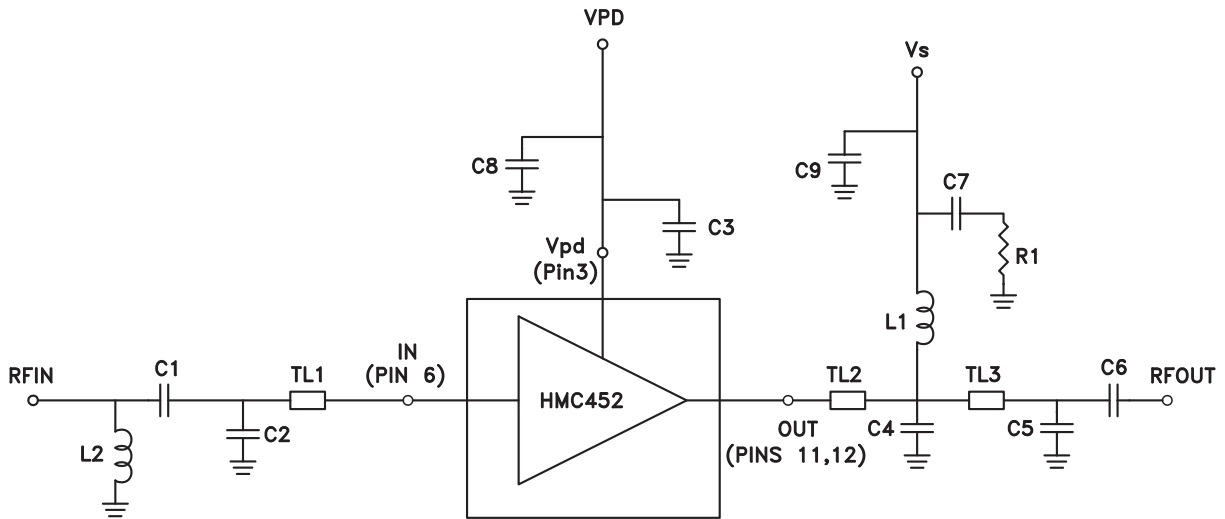 VPD
Vs
C8
C9
C7
C3
Vpd
(Pin3)
R1
L1
RFIN
C1
TL1
IN
(PIN 6)
HMC452
TL2
TL3
C6
RFOUT
L2
C2
OUT
(PINS 11,12)
C4
C5